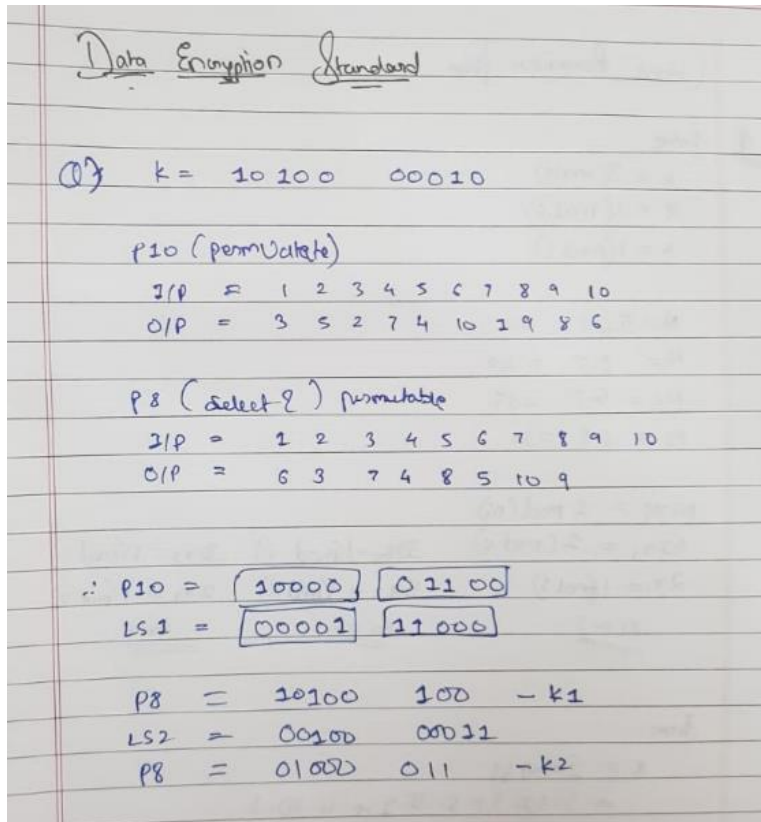 Data Encryption Standard
Q} k = 10 100 00010
P10 (permutate)
I/P = 1 2 3 4 5 6 7 8 9 10
O/P = 3 5 2 7 4 10 1 9 8 6
P8 (Select 8) permutable
I/P = 1 2 3 4 5 6 7 8 9 10
O/P = 6 3 7 4 8 5 10 9
∴ P10 = 10000 01100
LS1 = 00001 11000
P8 = 10100 100 - k1
LS2 = 00100 00011
P8 = 01000 011 - k2